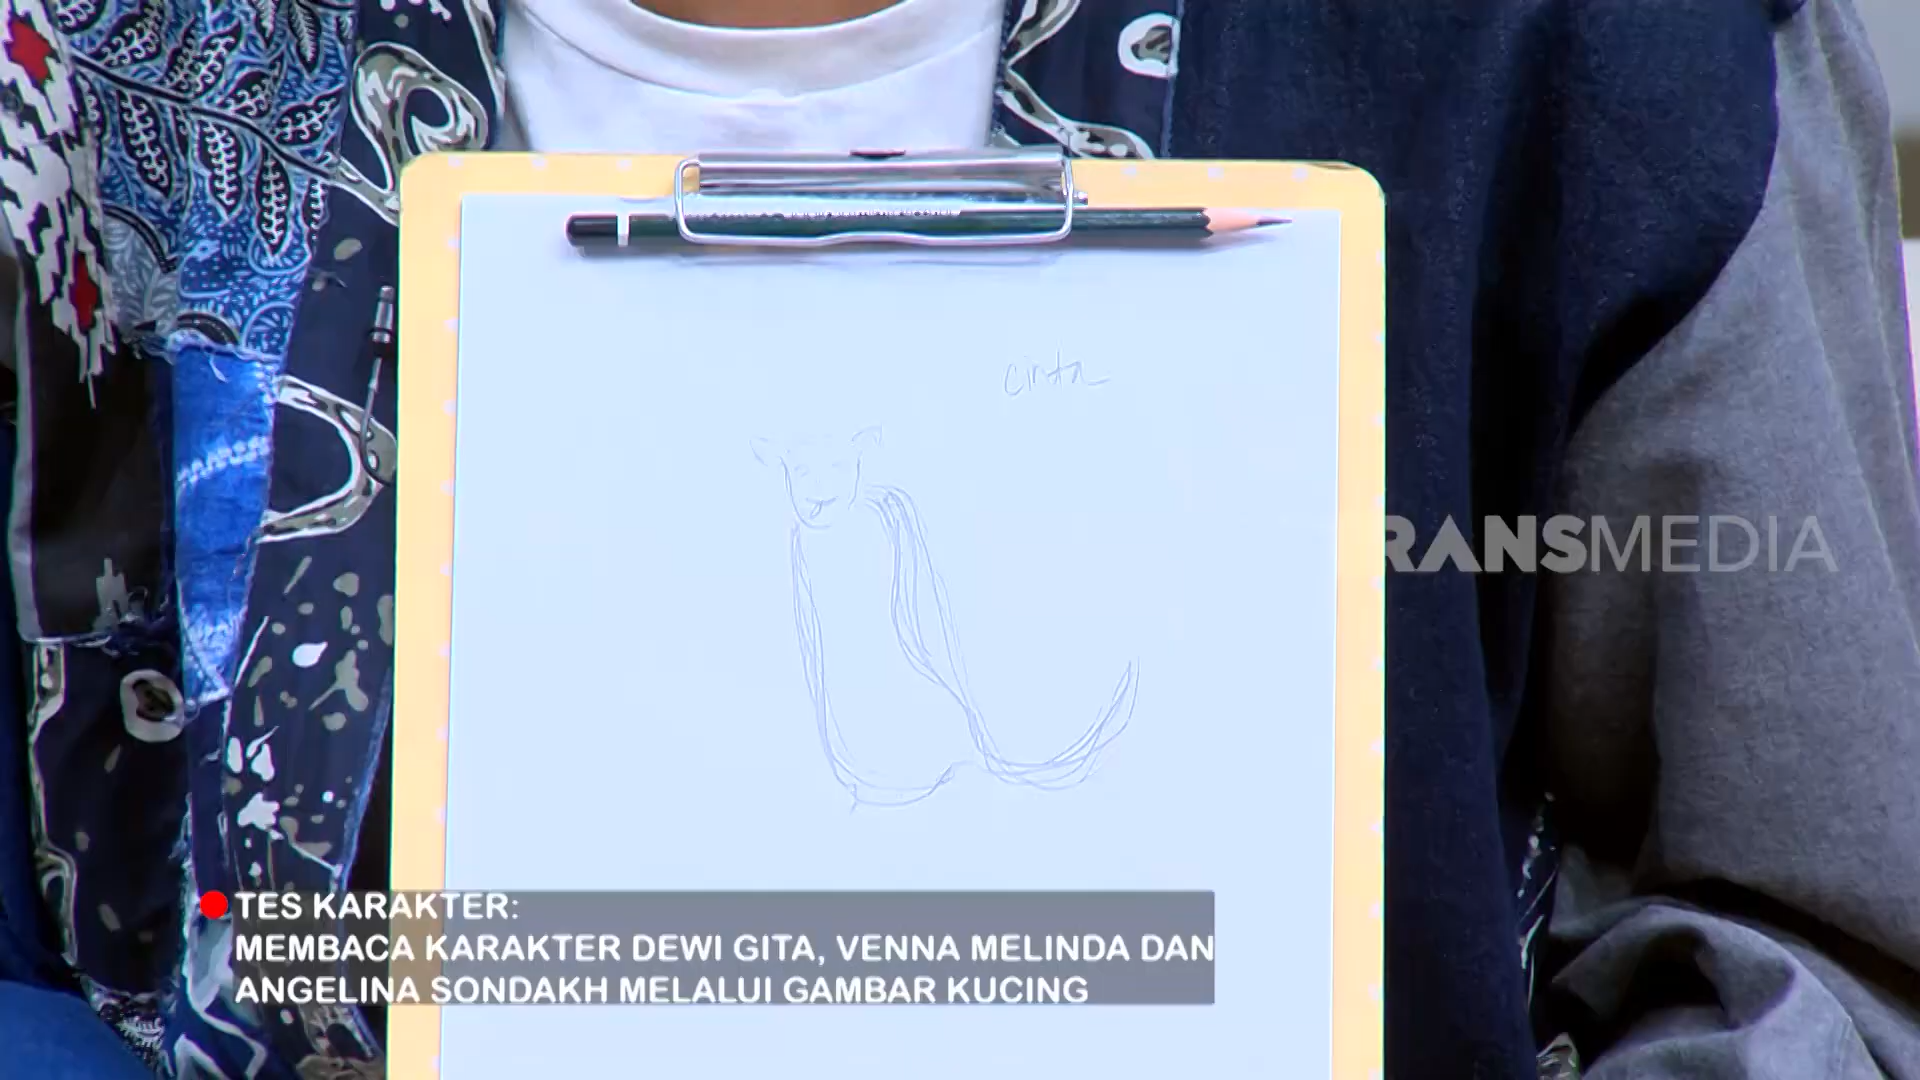 cinta
RANSMEDIA
TES KARAKTER:
MEMBACA KARAKTER DEWI GITA, VENNA MELINDA DAN
ANGELINA SONDAKH MELALUI GAMBAR KUCING